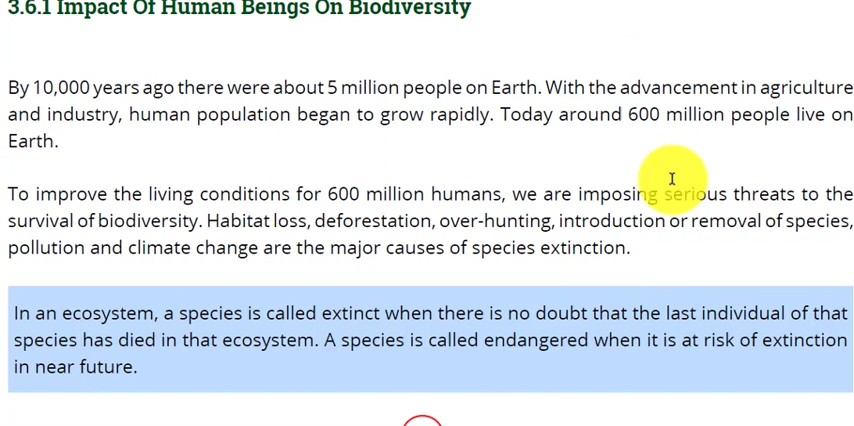 3.6.1 Impact Of Human Beings On Biodiversity
By 10,000 years ago there were about 5 million people on Earth. With the advancement in agriculture
and industry, human population began to grow rapidly. Today around 600 million people live on
Earth.
To improve the living conditions for 600 million humans, we are imposing serious threats to the
survival of biodiversity. Habitat loss, deforestation, over-hunting, introduction or removal of species,
pollution and climate change are the major causes of species extinction.
In an ecosystem, a species is called extinct when there is no doubt that the last individual of that
species has died in that ecosystem. A species is called endangered when it is at risk of extinction
in near future.